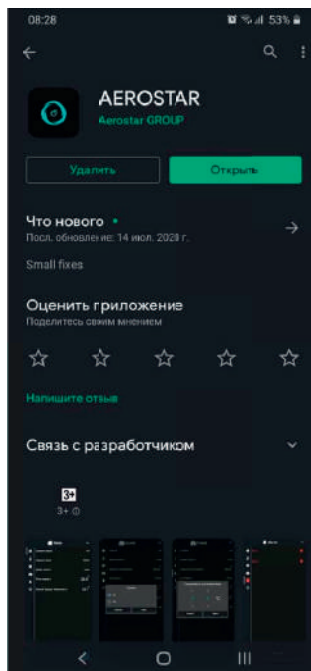 08:28 53%
AEROSTAR
Aerostar GROUP
Удалить Открыть
Что нового
Посл. обновление: 14 июл. 2020 г.
Small fixes
Оценить приложение
Поделитесь своим мнением
Напишите отзыв
Связь с разработчиком
3+
3+